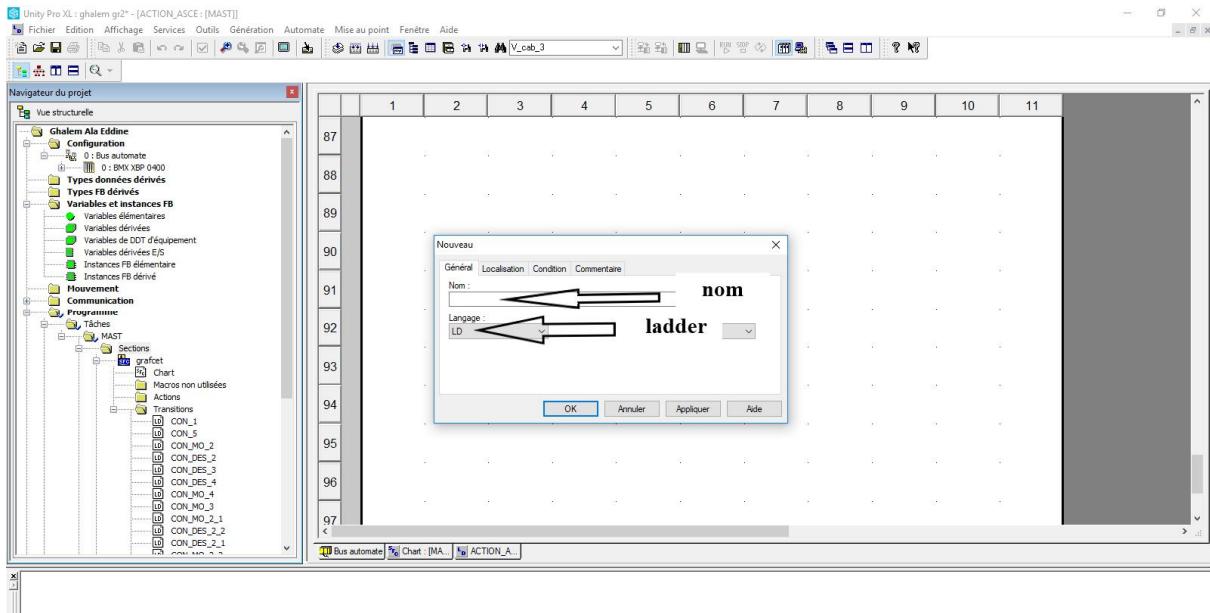 Unity Pro XL : ghalem gr2* - [ACTION_ASCE : [MAST]]
Fichier Edition Affichage Services Outils Génération Automate Mise au point Fenêtre Aide
V_cab_3
RUN STOP
Navigateur du projet
Vue structurelle
Ghalem Ala Eddine
Configuration
0 : Bus automate
0 : BMX XBP 0400
Types données dérivés
Types FB dérivés
Variables et instances FB
Variables élémentaires
Variables dérivées
Variables de DDT d'équipement
Variables dérivées E/S
Instances FB élémentaire
Instances FB dérivé
Mouvement
Communication
Programme
Tâches
MAST
Sections
grafcet
Chart
Macros non utilisées
Actions
Transitions
CON_1
CON_5
CON_MO_2
CON_DES_2
CON_DES_3
CON_DES_4
CON_MO_4
CON_MO_3
CON_MO_2_1
CON_DES_2_2
CON_DES_2_1
1 2 3 4 5 6 7 8 9 10 11
87
88
89
90
91
92
93
94
95
96
97
Nouveau
Général Localisation Condition Commentaire
Nom :
nom
Langage :
LD
ladder
OK Annuler Appliquer Aide
Bus automate Chart : [MA... ACTION_A...